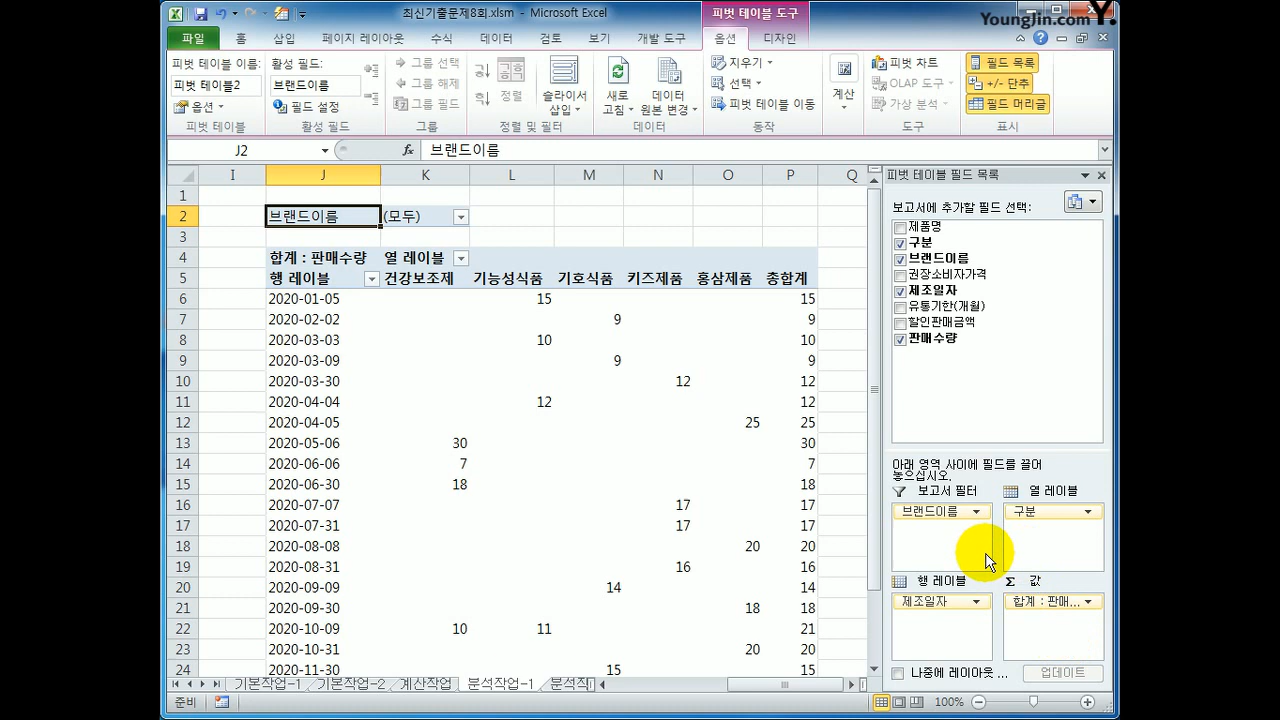 최신기출문제8회.xlsm - Microsoft Excel
피벗 테이블 도구
YoungJin.com Y.
파일 홈 삽입 페이지 레이아웃 수식 데이터 검토 보기 개발 도구 옵션 디자인
피벗 테이블 이름: 활성 필드:
피벗 테이블2 브랜드이름
옵션 필드 설정
피벗 테이블 활성 필드
그룹 선택
그룹 해제
그룹 필드
그룹
정렬
슬라이서 삽입
정렬 및 필터
새로 고침
데이터 원본 변경
데이터
지우기
선택
피벗 테이블 이동
동작
계산
피벗 차트
OLAP 도구
가상 분석
도구
필드 목록
+/- 단추
필드 머리글
표시
J2 fx 브랜드이름
I J K L M N O P Q
1
2 브랜드이름 (모두)
3
4 합계 : 판매수량 열 레이블
5 행 레이블 건강보조제 기능성식품 기호식품 키즈제품 홍삼제품 총합계
6 2020-01-05 15 15
7 2020-02-02 9 9
8 2020-03-03 10 10
9 2020-03-09 9 9
10 2020-03-30 12 12
11 2020-04-04 12 12
12 2020-04-05 25 25
13 2020-05-06 30 30
14 2020-06-06 7 7
15 2020-06-30 18 18
16 2020-07-07 17 17
17 2020-07-31 17 17
18 2020-08-08 20 20
19 2020-08-31 16 16
20 2020-09-09 14 14
21 2020-09-30 18 18
22 2020-10-09 10 11 21
23 2020-10-31 20 20
24 2020-11-30 15 15
피벗 테이블 필드 목록
보고서에 추가할 필드 선택:
제품명
구분
브랜드이름
권장소비자가격
제조일자
유통기한(개월)
할인판매금액
판매수량
아래 영역 사이에 필드를 끌어
놓으십시오.
보고서 필터 열 레이블
브랜드이름 구분
행 레이블 Σ 값
제조일자 합계 : 판매...
나중에 레이아웃 ... 업데이트
기본작업-1 기본작업-2 계산작업 분석작업-1 분석작
준비 100%